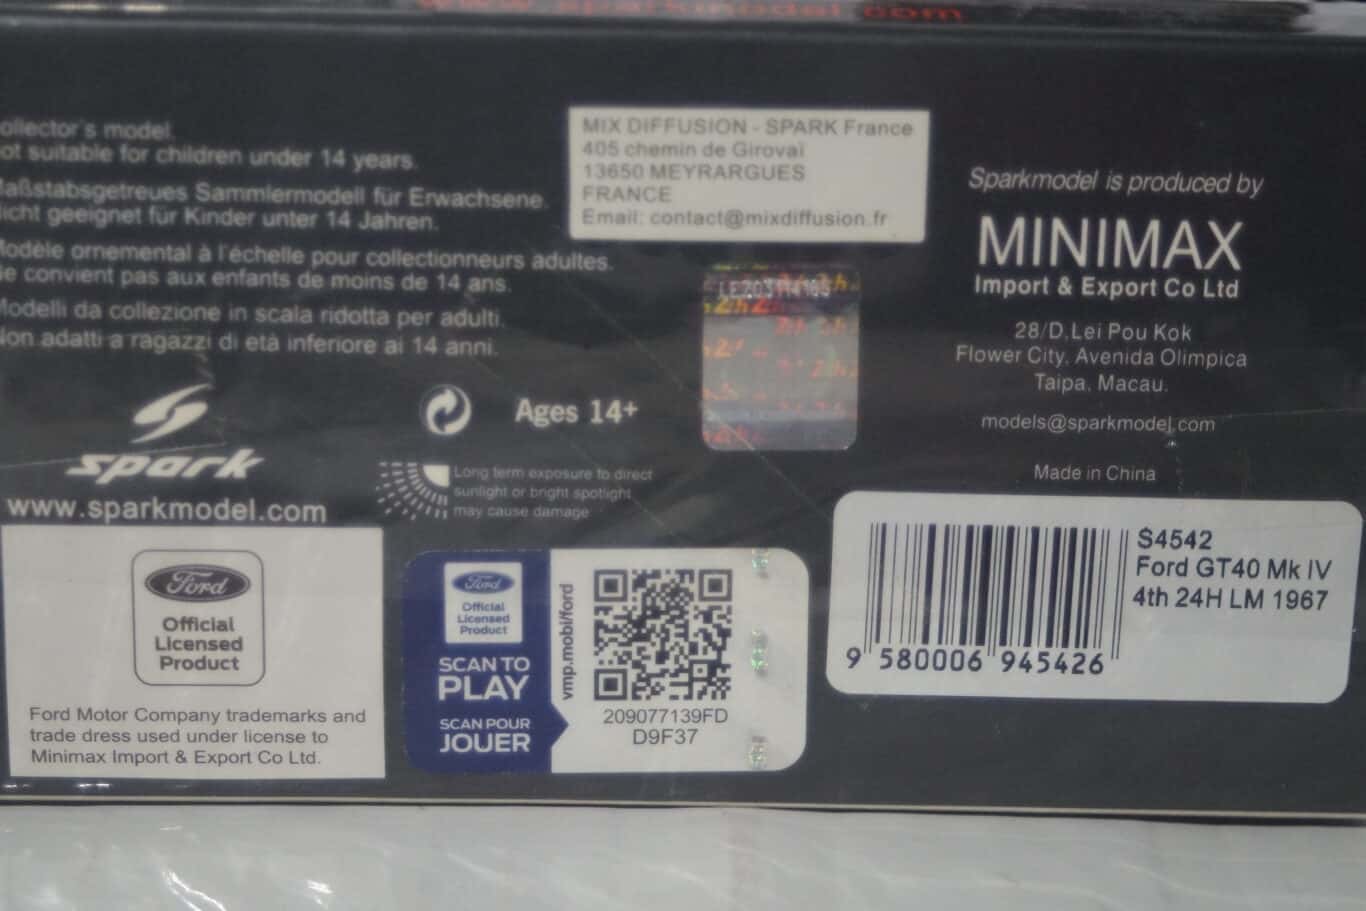 www.sparkmodel.com
ollector's model.
ot suitable for children under 14 years.
aßstabsgetreues Sammlermodell für Erwachsene.
icht geeignet für Kinder unter 14 Jahren.
odèle ornemental à l'échelle pour collectionneurs adultes.
e convient pas aux enfants de moins de 14 ans.
odelli da collezione in scala ridotta per adulti.
on adatti a ragazzi di età inferiore ai 14 anni.
MIX DIFFUSION - SPARK France
405 chemin de Girovaï
13650 MEYRARGUES
FRANCE
Email: contact@mixdiffusion.fr
Sparkmodel is produced by
MINIMAX
Import & Export Co Ltd
28/D,Lei Pou Kok
Flower City, Avenida Olimpica
Taipa, Macau.
models@sparkmodel.com
Made in China
spark
www.sparkmodel.com
Ages 14+
Long term exposure to direct
sunlight or bright spotlight
may cause damage
Ford
Official
Licensed
Product
Ford Motor Company trademarks and
trade dress used under license to
Minimax Import & Export Co Ltd.
Ford
Official
Licensed
Product
SCAN TO
PLAY
SCAN POUR
JOUER
vmp.mobi/ford
209077139FD
D9F37
S4542
Ford GT40 Mk IV
4th 24H LM 1967
9 580006 945426